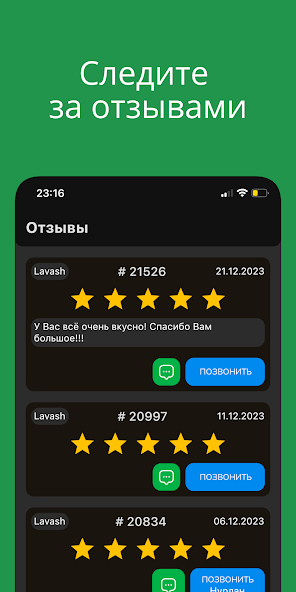 Следите
за отзывами
23:16
Отзывы
Lavash # 21526 21.12.2023
У Вас всё очень вкусно! Спасибо Вам
большое!!!
ПОЗВОНИТЬ
Lavash # 20997 11.12.2023
ПОЗВОНИТЬ
Lavash # 20834 06.12.2023
ПОЗВОНИТЬ
Нурлан